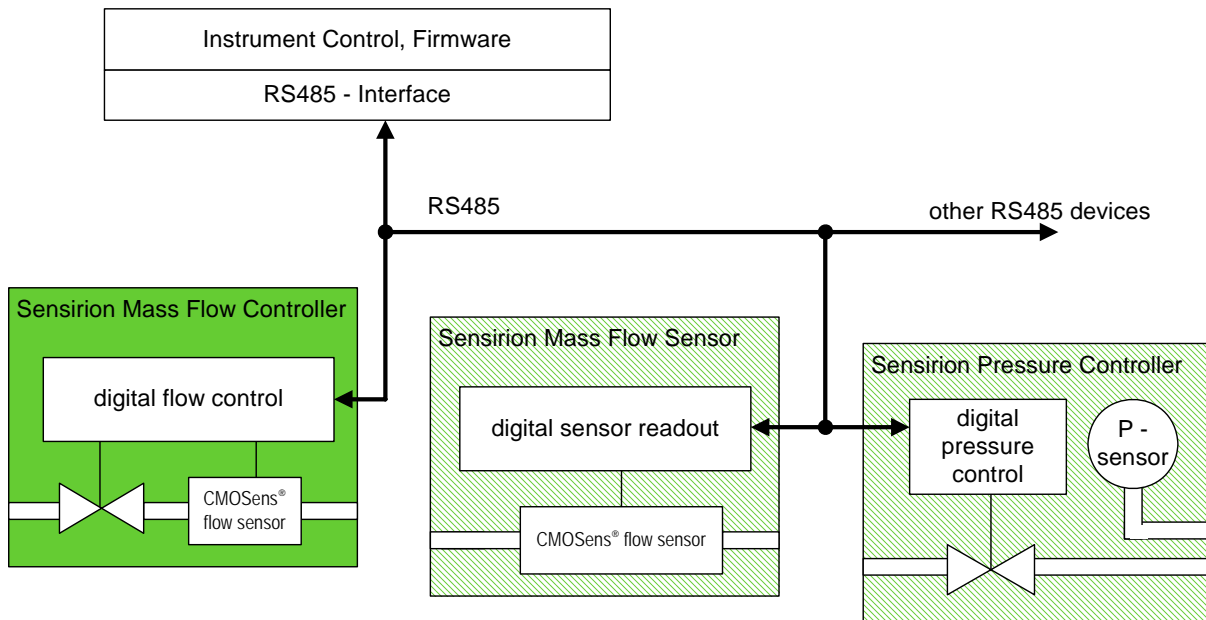 Instrument Control, Firmware
RS485 - Interface
RS485
other RS485 devices
Sensirion Mass Flow Controller
digital flow control
CMOSens®
flow sensor
Sensirion Mass Flow Sensor
digital sensor readout
CMOSens® flow sensor
Sensirion Pressure Controller
digital
pressure
control
P -
sensor